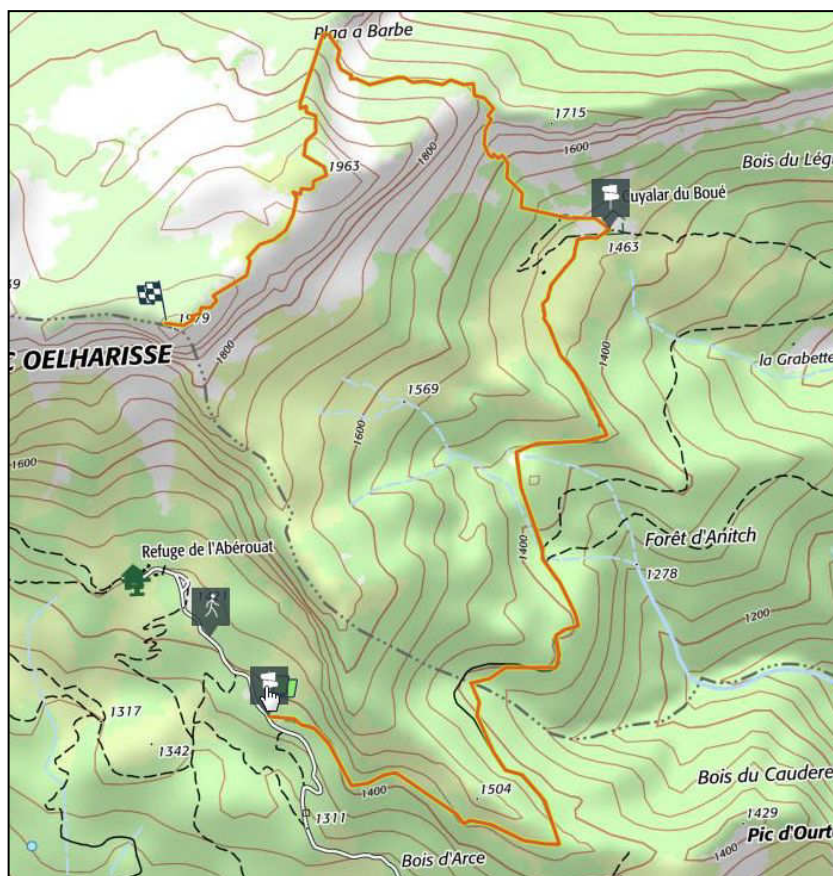 Plaa a Barbe
1715
1600
1800
1963
Bois du Lég
Cuyalar du Boué
1463
59
1979
C OELHARISSE
1800
1400
la Grabette
1569
1600
1600
1400
Forêt d'Anitch
Refuge de l'Abérouat
1278
1200
1317
1342
1400
1504
Bois du Caudere
1311
1429
Pic d'Ourt
Bois d'Arce
1400